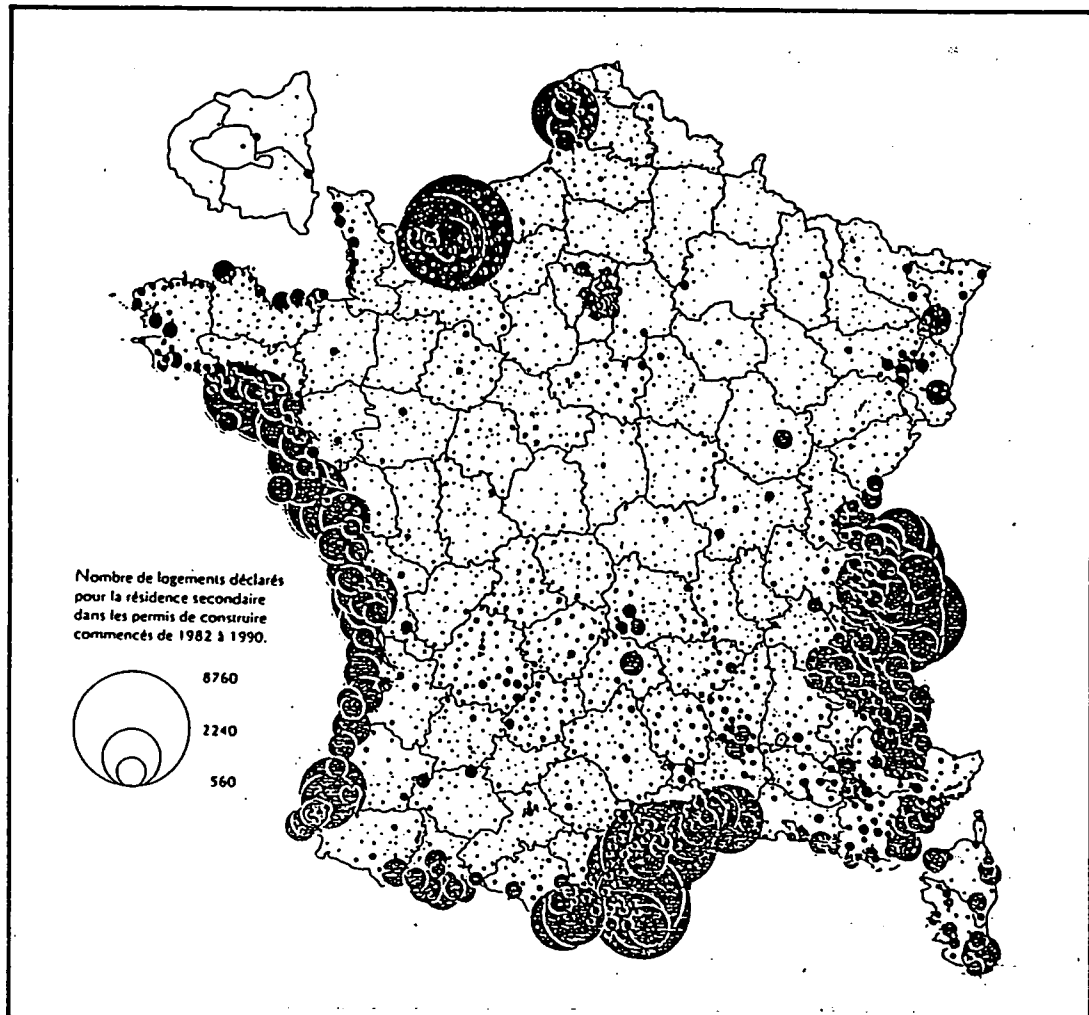 Nombre de logements déclarés
pour la résidence secondaire
dans les permis de construire
commencés de 1982 à 1990.
8760
2240
560